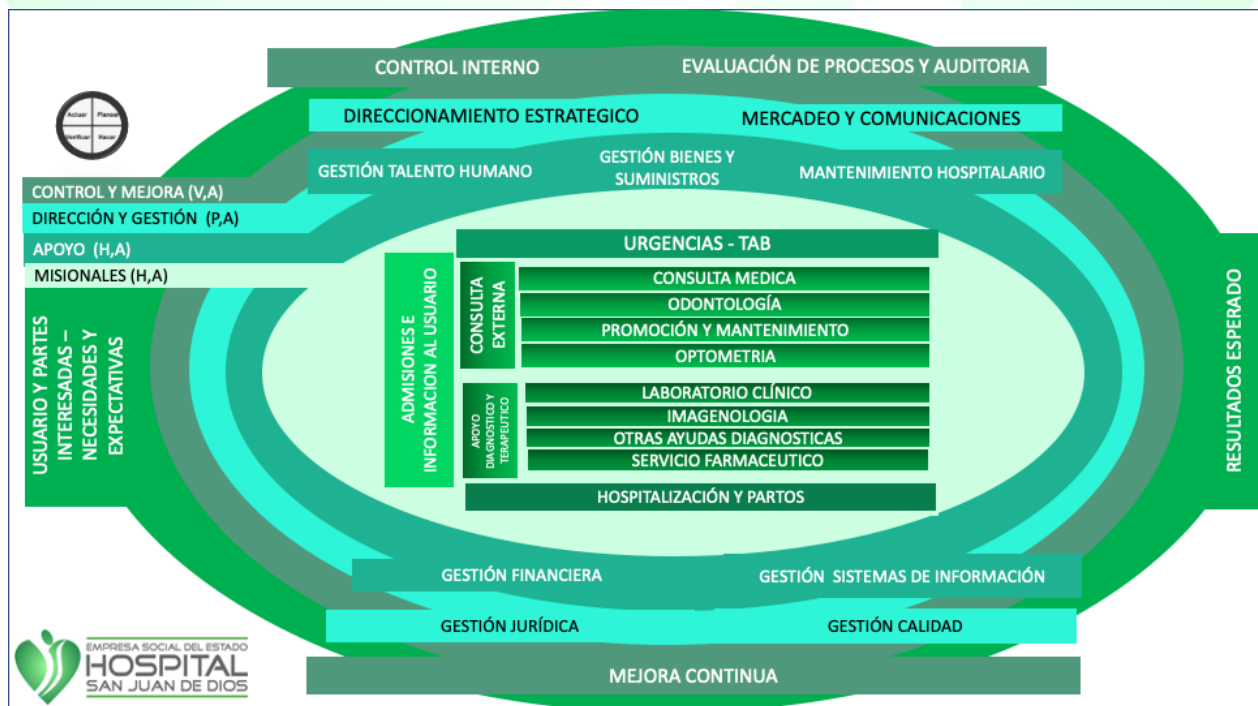 CONTROL INTERNO
EVALUACIÓN DE PROCESOS Y AUDITORIA
DIRECCIONAMIENTO ESTRATEGICO
MERCADEO Y COMUNICACIONES
GESTIÓN TALENTO HUMANO
GESTIÓN BIENES Y
SUMINISTROS
MANTENIMIENTO HOSPITALARIO
Actuar
Planear
Verificar
Hacer
CONTROL Y MEJORA (V,A)
DIRECCIÓN Y GESTIÓN (P,A)
APOYO (H,A)
MISIONALES (H,A)
USUARIO Y PARTES
INTERESADAS –
NECESIDADES Y
EXPECTATIVAS
ADMISIONES E
INFORMACION AL USUARIO
URGENCIAS - TAB
CONSULTA
EXTERNA
CONSULTA MEDICA
ODONTOLOGÍA
PROMOCIÓN Y MANTENIMIENTO
OPTOMETRIA
APOYO
DIAGNOSTICO Y
TERAPEUTICO
LABORATORIO CLÍNICO
IMAGENOLOGIA
OTRAS AYUDAS DIAGNOSTICAS
SERVICIO FARMACEUTICO
HOSPITALIZACIÓN Y PARTOS
RESULTADOS ESPERADO
GESTIÓN FINANCIERA
GESTIÓN SISTEMAS DE INFORMACIÓN
GESTIÓN JURÍDICA
GESTIÓN CALIDAD
MEJORA CONTINUA
EMPRESA SOCIAL DEL ESTADO
HOSPITAL
SAN JUAN DE DIOS